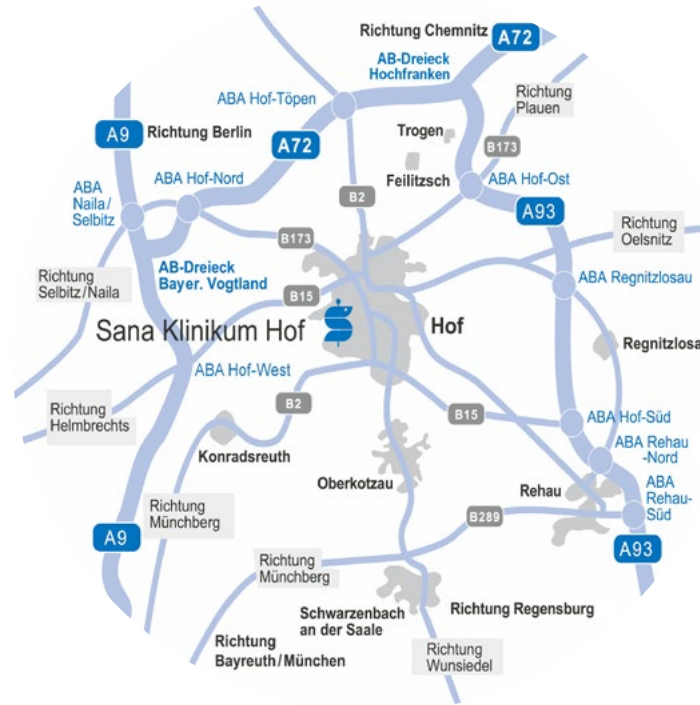 Richtung Chemnitz
A72
AB-Dreieck
Hochfranken
Richtung
Plauen
ABA Hof-Töpen
A9
Richtung Berlin
A72
Trogen
B173
Feilitzsch
ABA Hof-Ost
ABA
Naila/
Selbitz
ABA Hof-Nord
B2
A93
Richtung
Oelsnitz
B173
AB-Dreieck
Bayer. Vogtland
Richtung
Selbitz/Naila
ABA Regnitzlosau
B15
Sana Klinikum Hof
Hof
Regnitzlosa
ABA Hof-West
Richtung
Helmbrechts
B2
B15
ABA Hof-Süd
Konradsreuth
ABA Rehau
-Nord
Oberkotzau
Rehau
ABA
Rehau-
Süd
Richtung
Münchberg
B289
A9
A93
Richtung
Münchberg
Schwarzenbach
an der Saale
Richtung Regensburg
Richtung
Bayreuth/München
Richtung
Wunsiedel